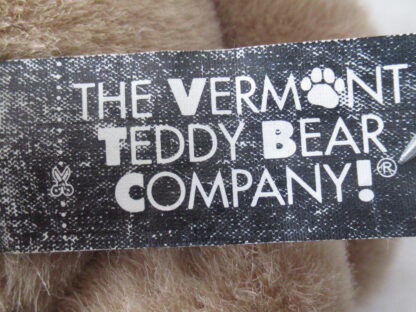 THE VERMONT
TEDDY BEAR
COMPANY!®